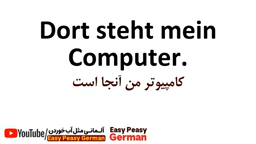 Dort steht mein
Computer.
کامپیوتر من آنجا است
YouTube/آلمانی مثل آب خوردن Easy Peasy German
Easy Peasy German